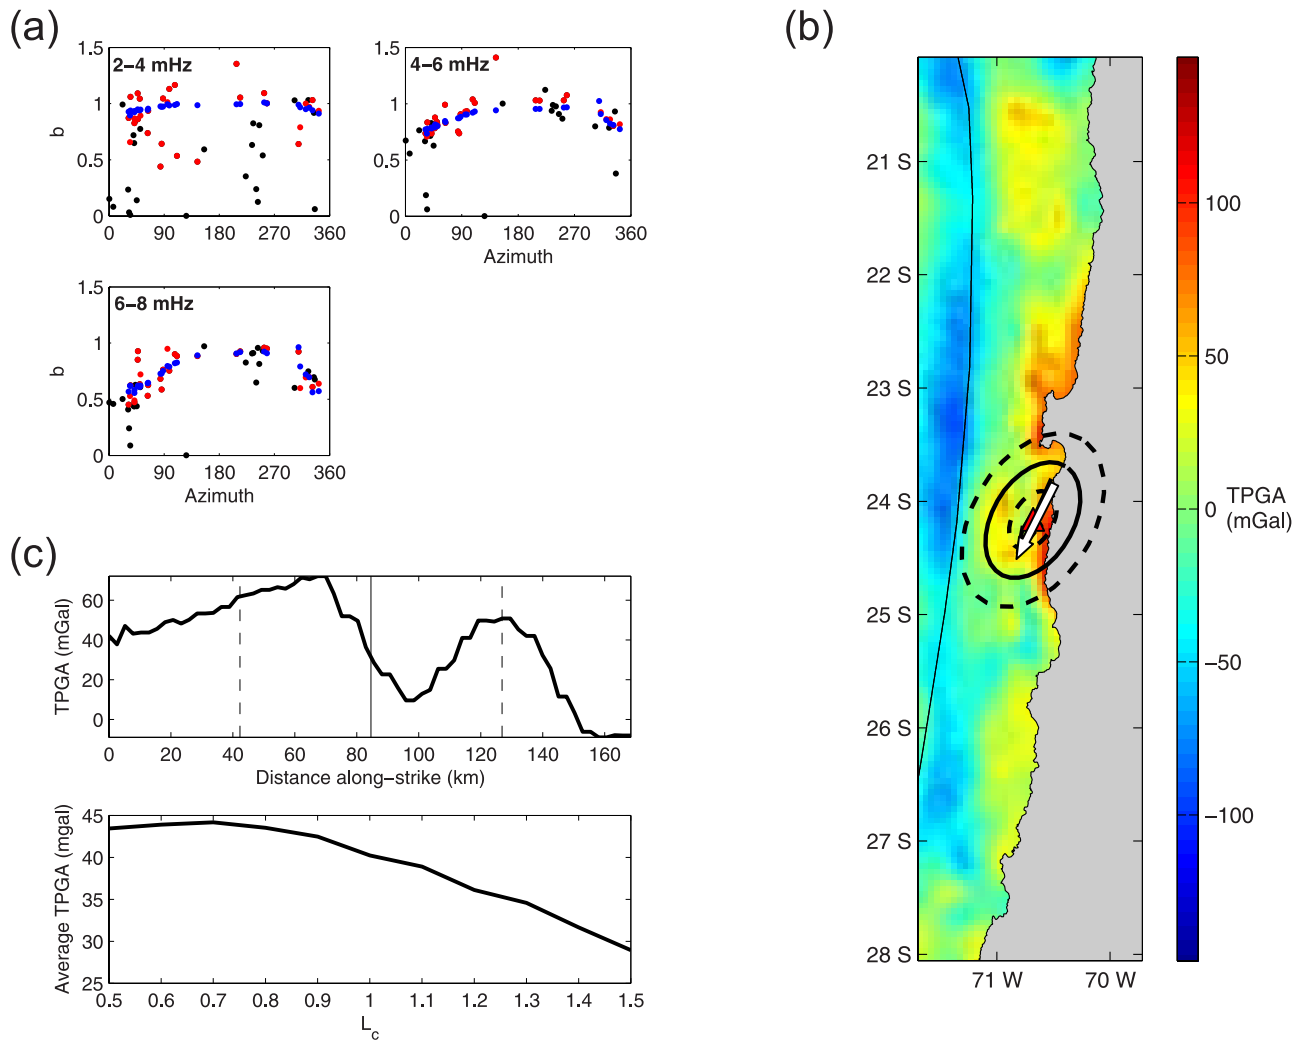 (a)
1.5
1
0.5
0
b
2−4 mHz
0 90 180 270 360
1.5
1
0.5
0
4−6 mHz
0 90 180 270 360
Azimuth
1.5
1
0.5
0
b
6−8 mHz
0 90 180 270 360
Azimuth
(b)
21 S
22 S
23 S
24 S
25 S
26 S
27 S
28 S
71 W 70 W
100
50
0
−50
−100
TPGA
(mGal)
(c)
TPGA (mGal)
60
40
20
0
0 20 40 60 80 100 120 140 160
Distance along−strike (km)
Average TPGA (mgal)
45
40
35
30
25
0.5 0.6 0.7 0.8 0.9 1 1.1 1.2 1.3 1.4 1.5
Lc